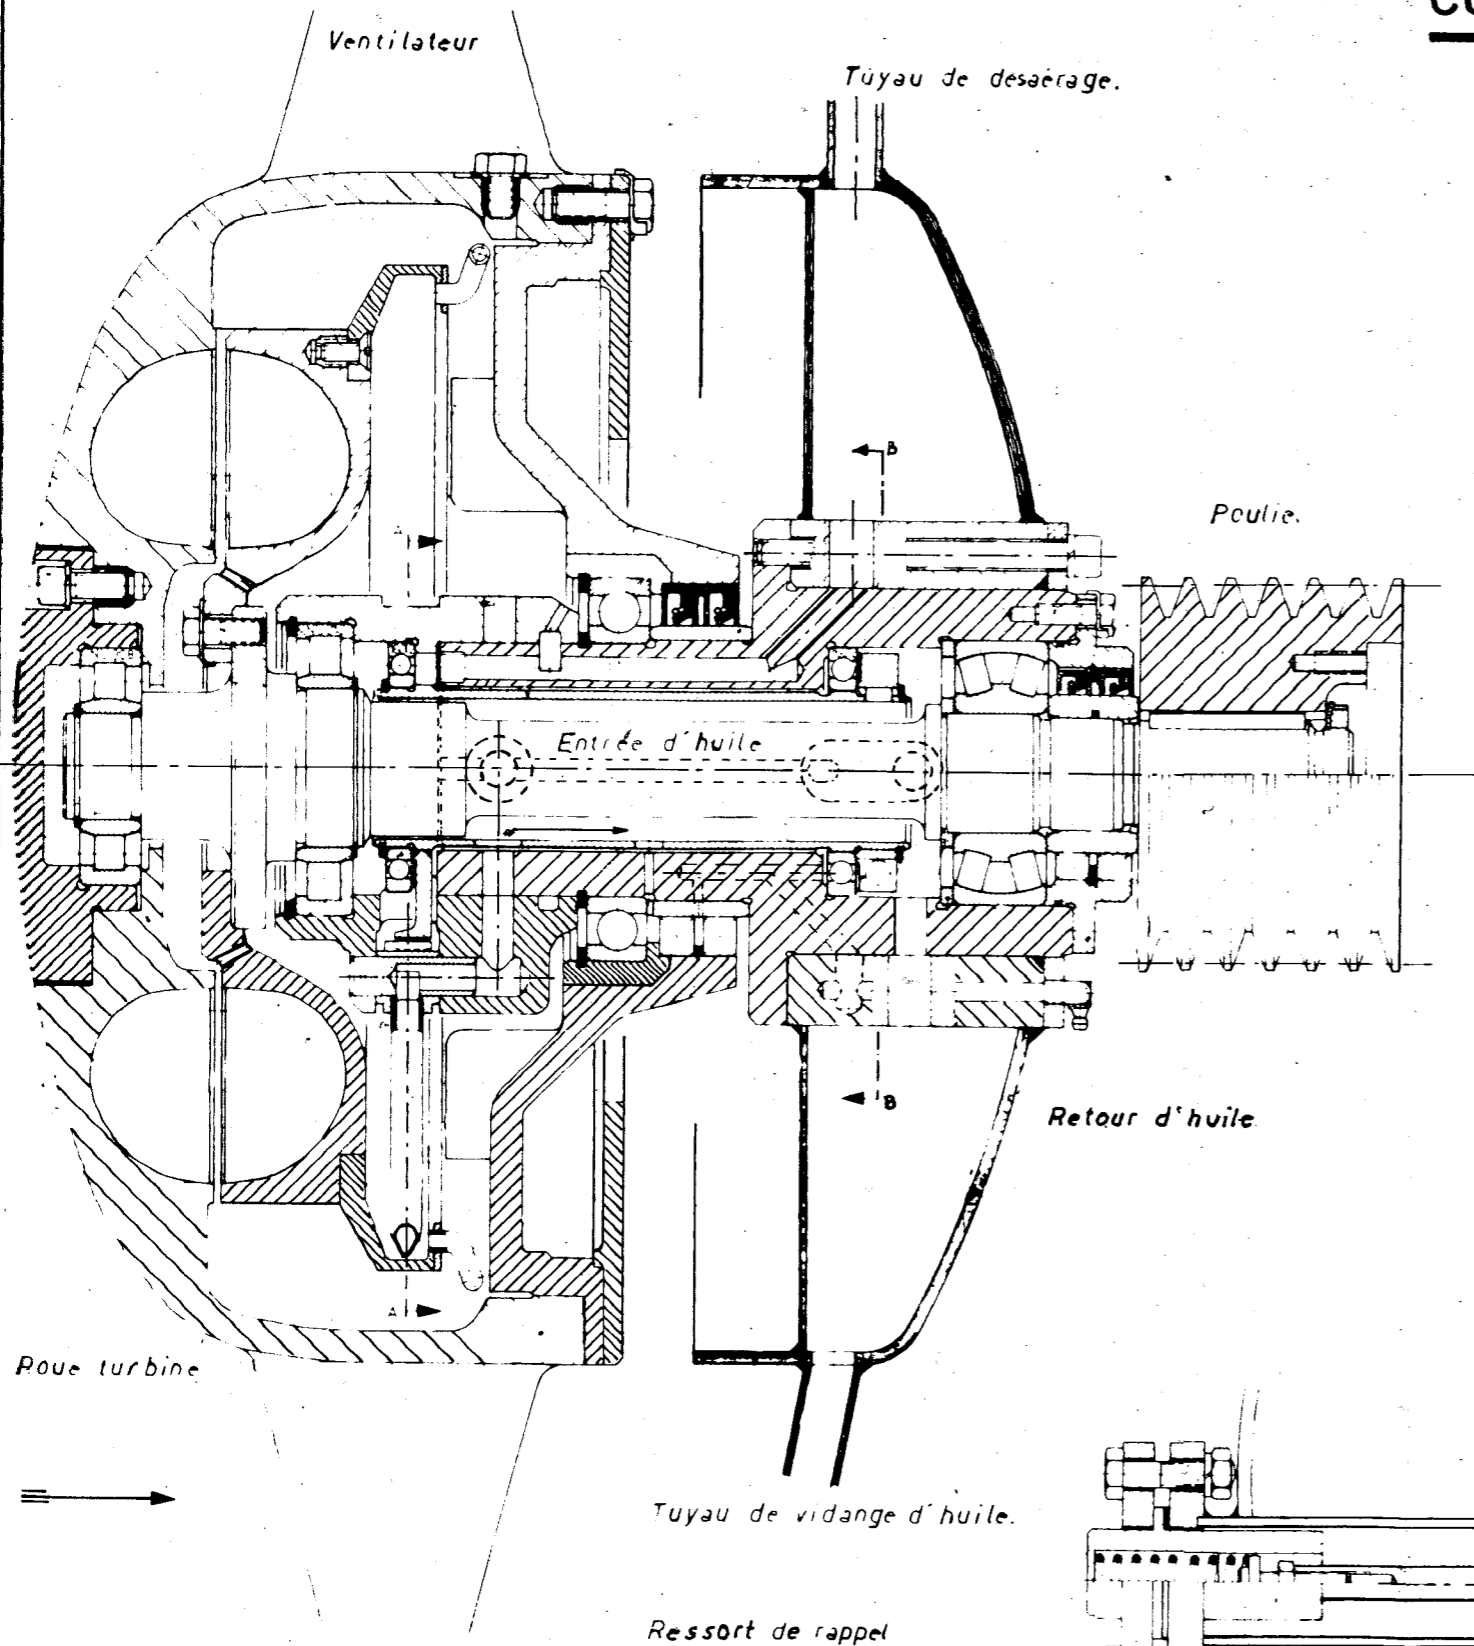 Ventilateur
Tuyau de desaérage.
B
Poulie.
A
Entrée d'huile
B
Retour d'huile
A
Roue turbine
Tuyau de vidange d'huile.
Ressort de rappel